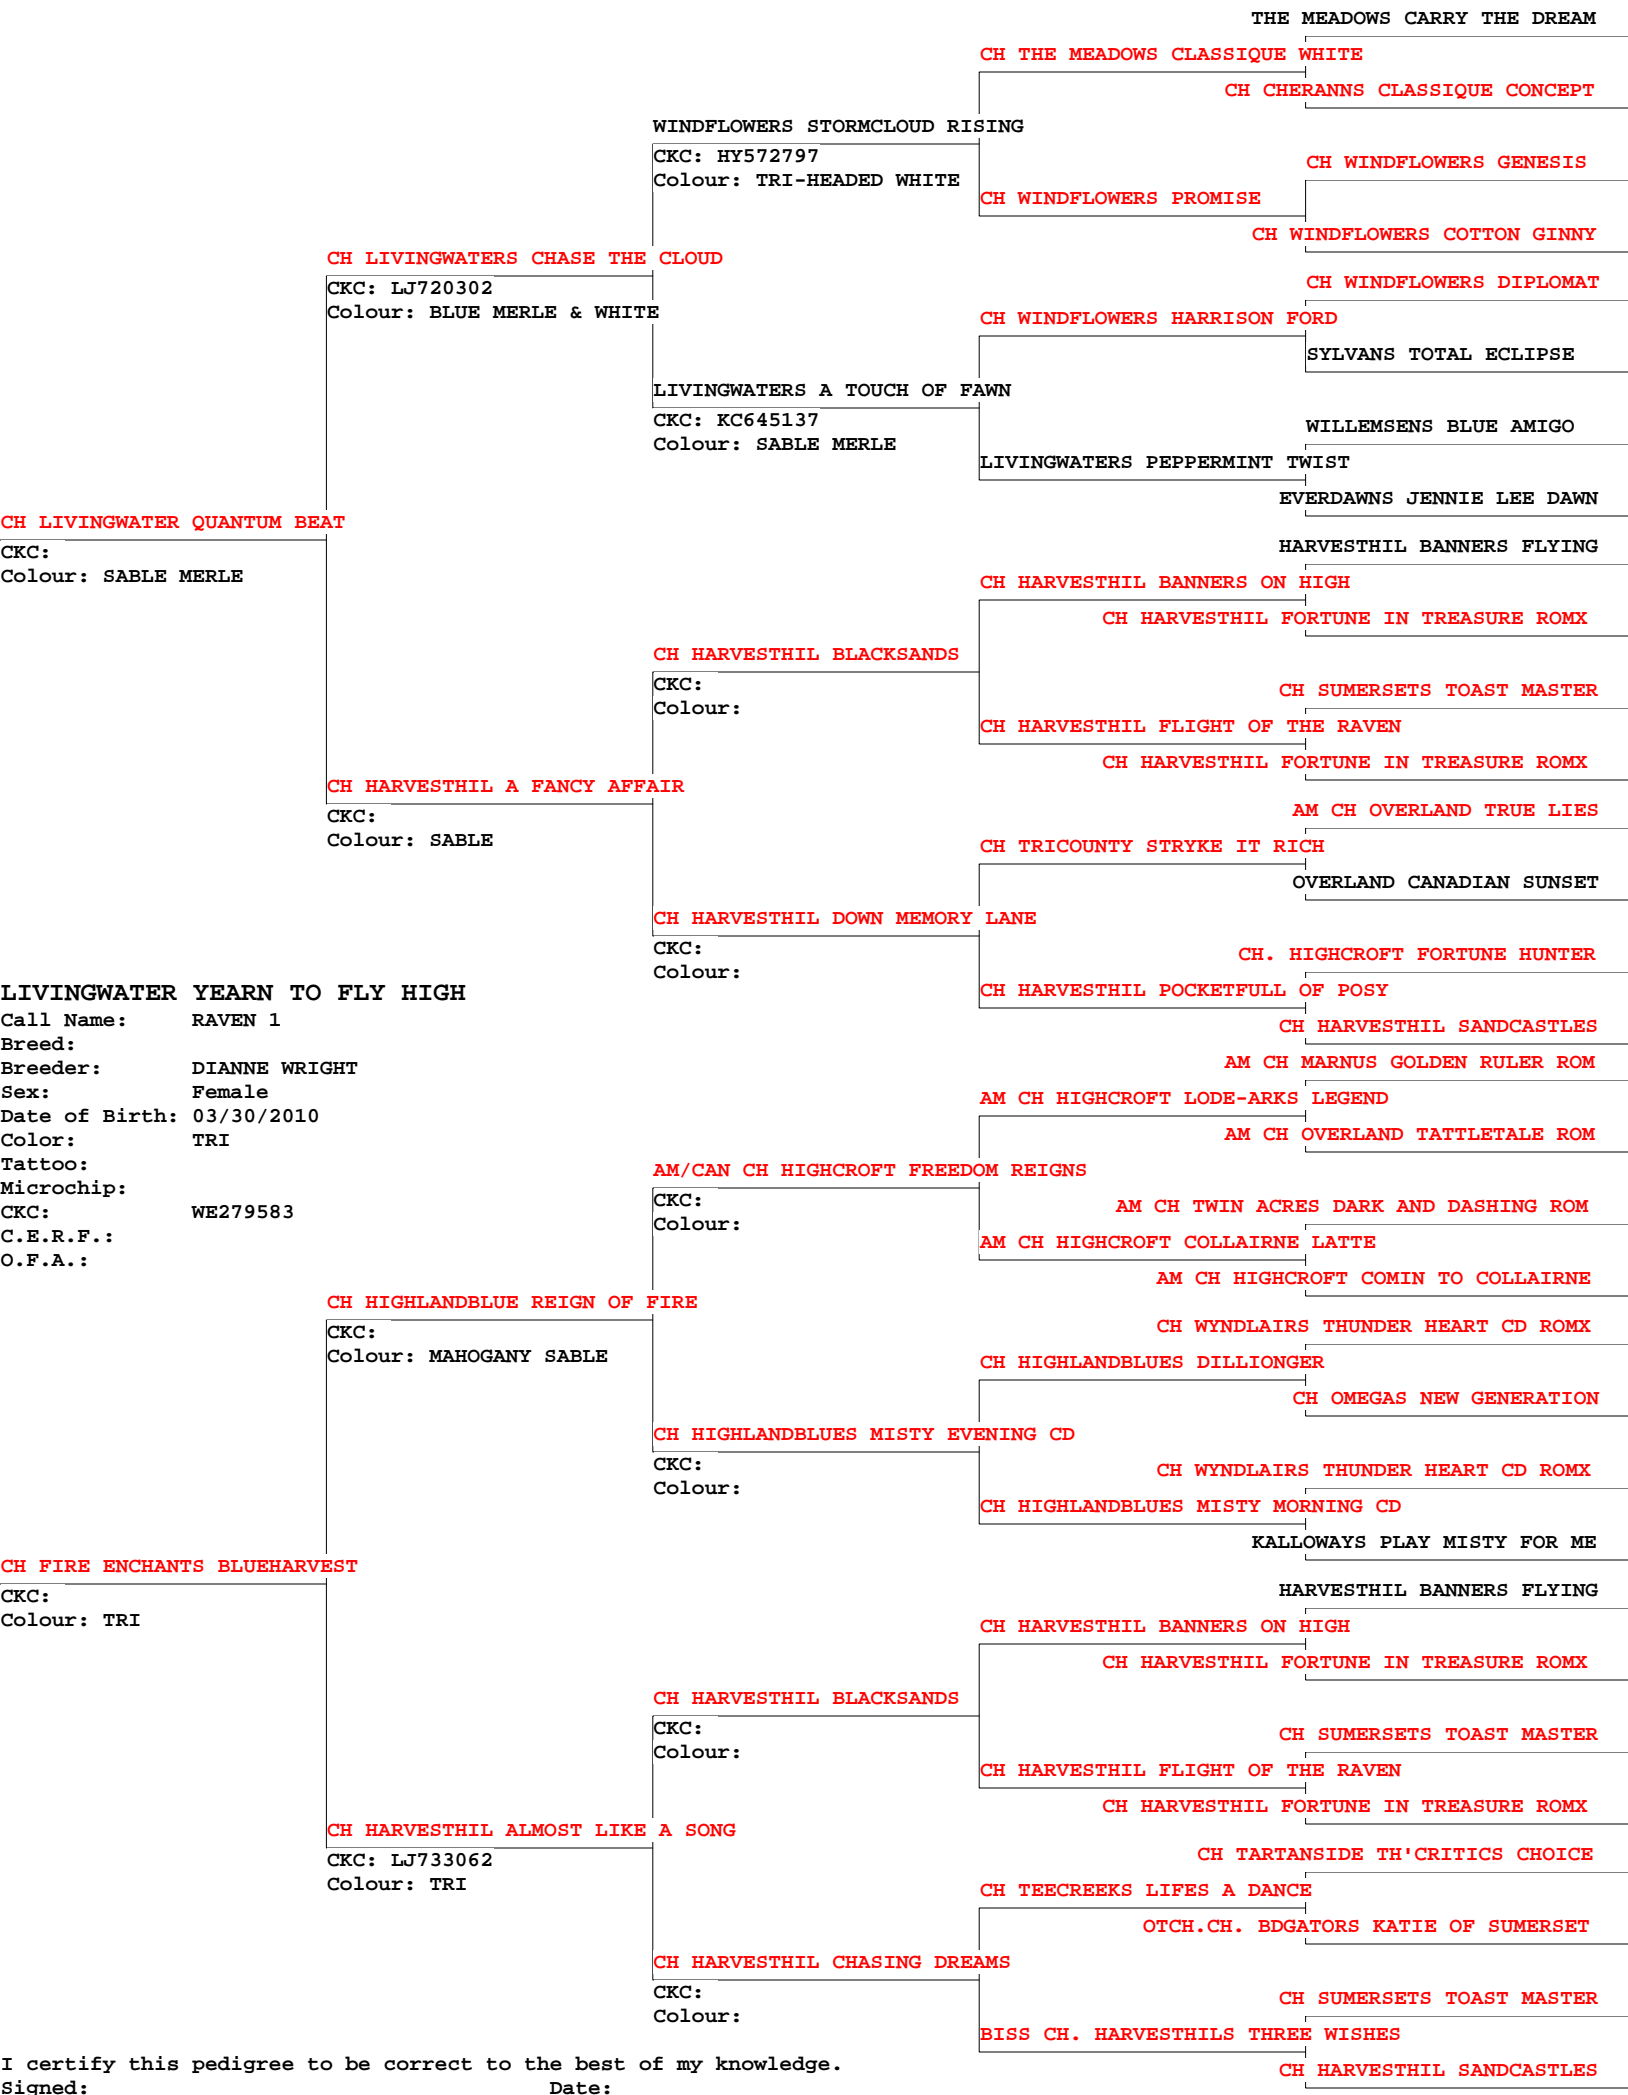 THE MEADOWS CARRY THE DREAM
CH THE MEADOWS CLASSIQUE WHITE
CH CHERANNS CLASSIQUE CONCEPT
WINDFLOWERS STORMCLOUD RISING
CKC: HY572797
CH WINDFLOWERS GENESIS
Colour: TRI-HEADED WHITE
CH WINDFLOWERS PROMISE
CH WINDFLOWERS COTTON GINNY
CH LIVINGWATERS CHASE THE CLOUD
CKC: LJ720302
CH WINDFLOWERS DIPLOMAT
Colour: BLUE MERLE & WHITE
CH WINDFLOWERS HARRISON FORD
SYLVANS TOTAL ECLIPSE
LIVINGWATERS A TOUCH OF FAWN
CKC: KC645137
WILLEMSENS BLUE AMIGO
Colour: SABLE MERLE
LIVINGWATERS PEPPERMINT TWIST
EVERDAWNS JENNIE LEE DAWN
CH LIVINGWATER QUANTUM BEAT
CKC:
HARVESTHIL BANNERS FLYING
Colour: SABLE MERLE
CH HARVESTHIL BANNERS ON HIGH
CH HARVESTHIL FORTUNE IN TREASURE ROMX
CH HARVESTHIL BLACKSANDS
CKC:
CH SUMERSETS TOAST MASTER
Colour:
CH HARVESTHIL FLIGHT OF THE RAVEN
CH HARVESTHIL FORTUNE IN TREASURE ROMX
CH HARVESTHIL A FANCY AFFAIR
CKC:
AM CH OVERLAND TRUE LIES
Colour: SABLE
CH TRICOUNTY STRYKE IT RICH
OVERLAND CANADIAN SUNSET
CH HARVESTHIL DOWN MEMORY LANE
CKC:
CH. HIGHCROFT FORTUNE HUNTER
Colour:
LIVINGWATER YEARN TO FLY HIGH
CH HARVESTHIL POCKETFULL OF POSY
Call Name: RAVEN 1
CH HARVESTHIL SANDCASTLES
Breed:
Breeder: DIANNE WRIGHT
AM CH MARNUS GOLDEN RULER ROM
Sex: Female
AM CH HIGHCROFT LODE-ARKS LEGEND
Date of Birth: 03/30/2010
Color: TRI
AM CH OVERLAND TATTLETALE ROM
Tattoo:
AM/CAN CH HIGHCROFT FREEDOM REIGNS
Microchip:
CKC:
CKC: WE279583
AM CH TWIN ACRES DARK AND DASHING ROM
Colour:
C.E.R.F.:
AM CH HIGHCROFT COLLAIRNE LATTE
O.F.A.:
AM CH HIGHCROFT COMIN TO COLLAIRNE
CH HIGHLANDBLUE REIGN OF FIRE
CKC:
CH WYNDLAIRS THUNDER HEART CD ROMX
Colour: MAHOGANY SABLE
CH HIGHLANDBLUES DILLIONGER
CH OMEGAS NEW GENERATION
CH HIGHLANDBLUES MISTY EVENING CD
CKC:
CH WYNDLAIRS THUNDER HEART CD ROMX
Colour:
CH HIGHLANDBLUES MISTY MORNING CD
KALLOWAYS PLAY MISTY FOR ME
CH FIRE ENCHANTS BLUEHARVEST
CKC:
HARVESTHIL BANNERS FLYING
Colour: TRI
CH HARVESTHIL BANNERS ON HIGH
CH HARVESTHIL FORTUNE IN TREASURE ROMX
CH HARVESTHIL BLACKSANDS
CKC:
CH SUMERSETS TOAST MASTER
Colour:
CH HARVESTHIL FLIGHT OF THE RAVEN
CH HARVESTHIL FORTUNE IN TREASURE ROMX
CH HARVESTHIL ALMOST LIKE A SONG
CKC: LJ733062
CH TARTANSIDE TH'CRITICS CHOICE
Colour: TRI
CH TEECREEKS LIFES A DANCE
OTCH.CH. BDGATORS KATIE OF SUMERSET
CH HARVESTHIL CHASING DREAMS
CKC:
CH SUMERSETS TOAST MASTER
Colour:
BISS CH. HARVESTHILS THREE WISHES
I certify this pedigree to be correct to the best of my knowledge.
CH HARVESTHIL SANDCASTLES
Signed: Date: